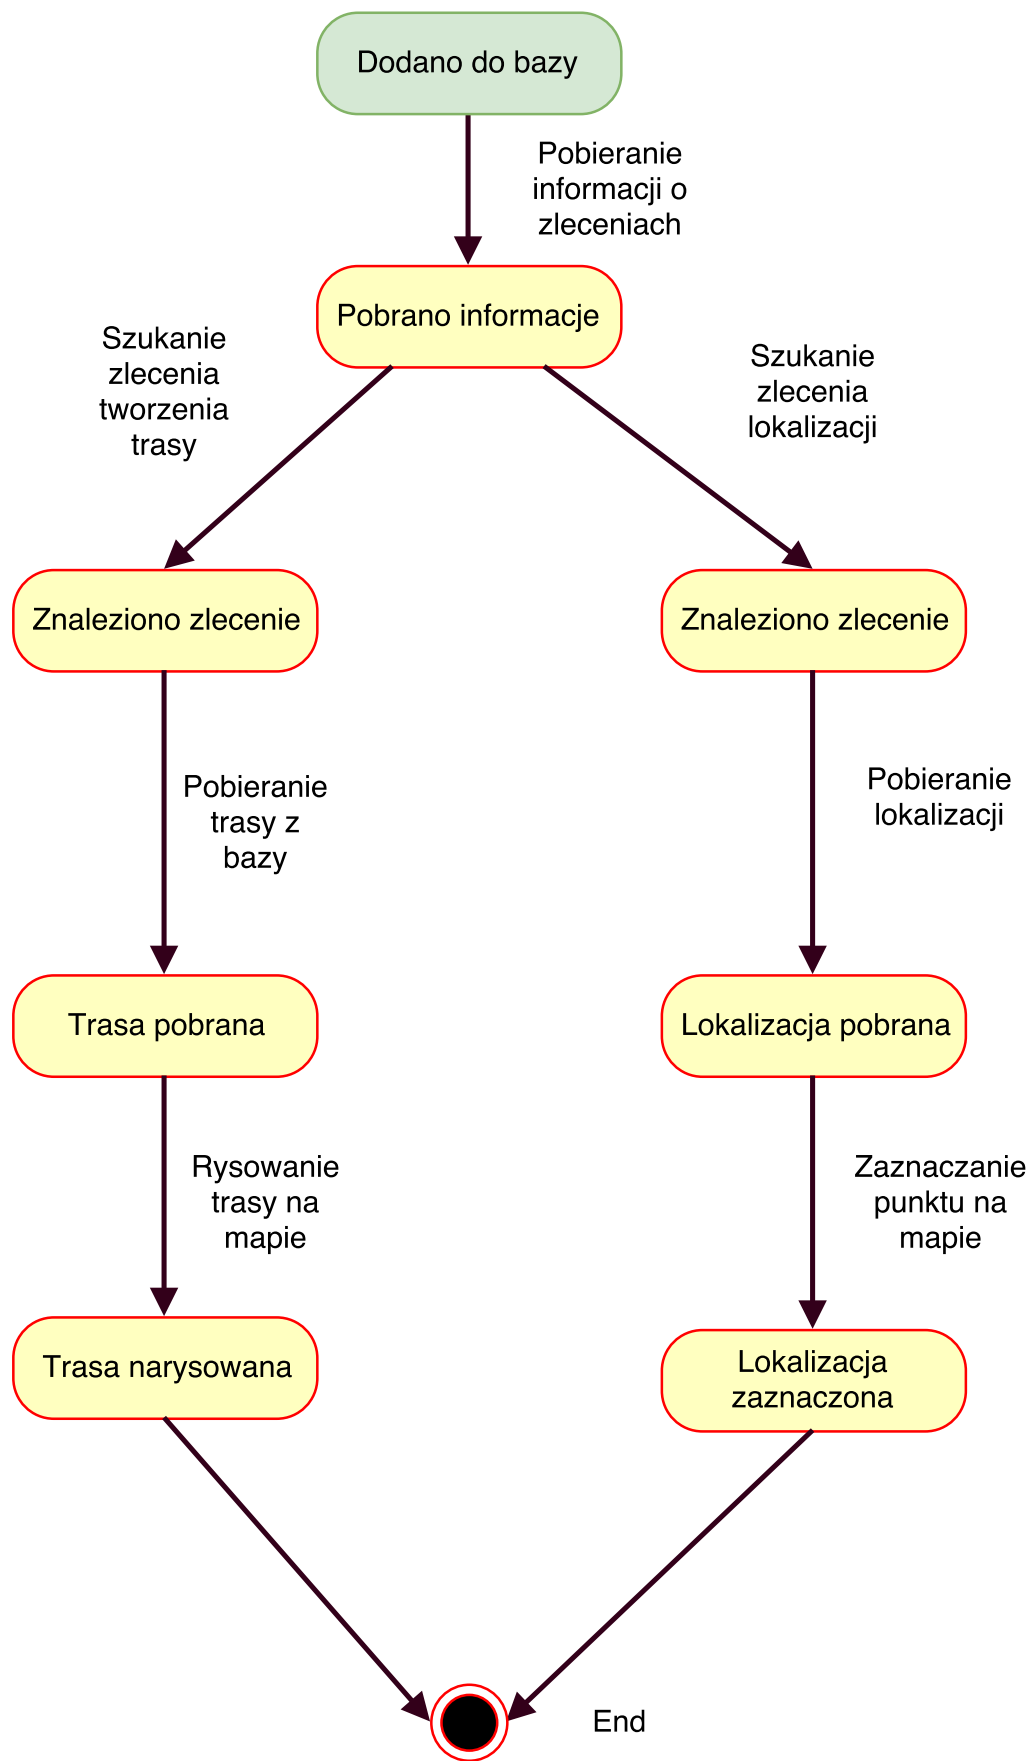 Dodano do bazy
Pobieranie
informacji o
zleceniach
Pobrano informacje
Szukanie
zlecenia
tworzenia
trasy
Szukanie
zlecenia
lokalizacji
Znaleziono zlecenie
Znaleziono zlecenie
Pobieranie
trasy z
bazy
Pobieranie
lokalizacji
Trasa pobrana
Lokalizacja pobrana
Rysowanie
trasy na
mapie
Zaznaczanie
punktu na
mapie
Trasa narysowana
Lokalizacja
zaznaczona
End